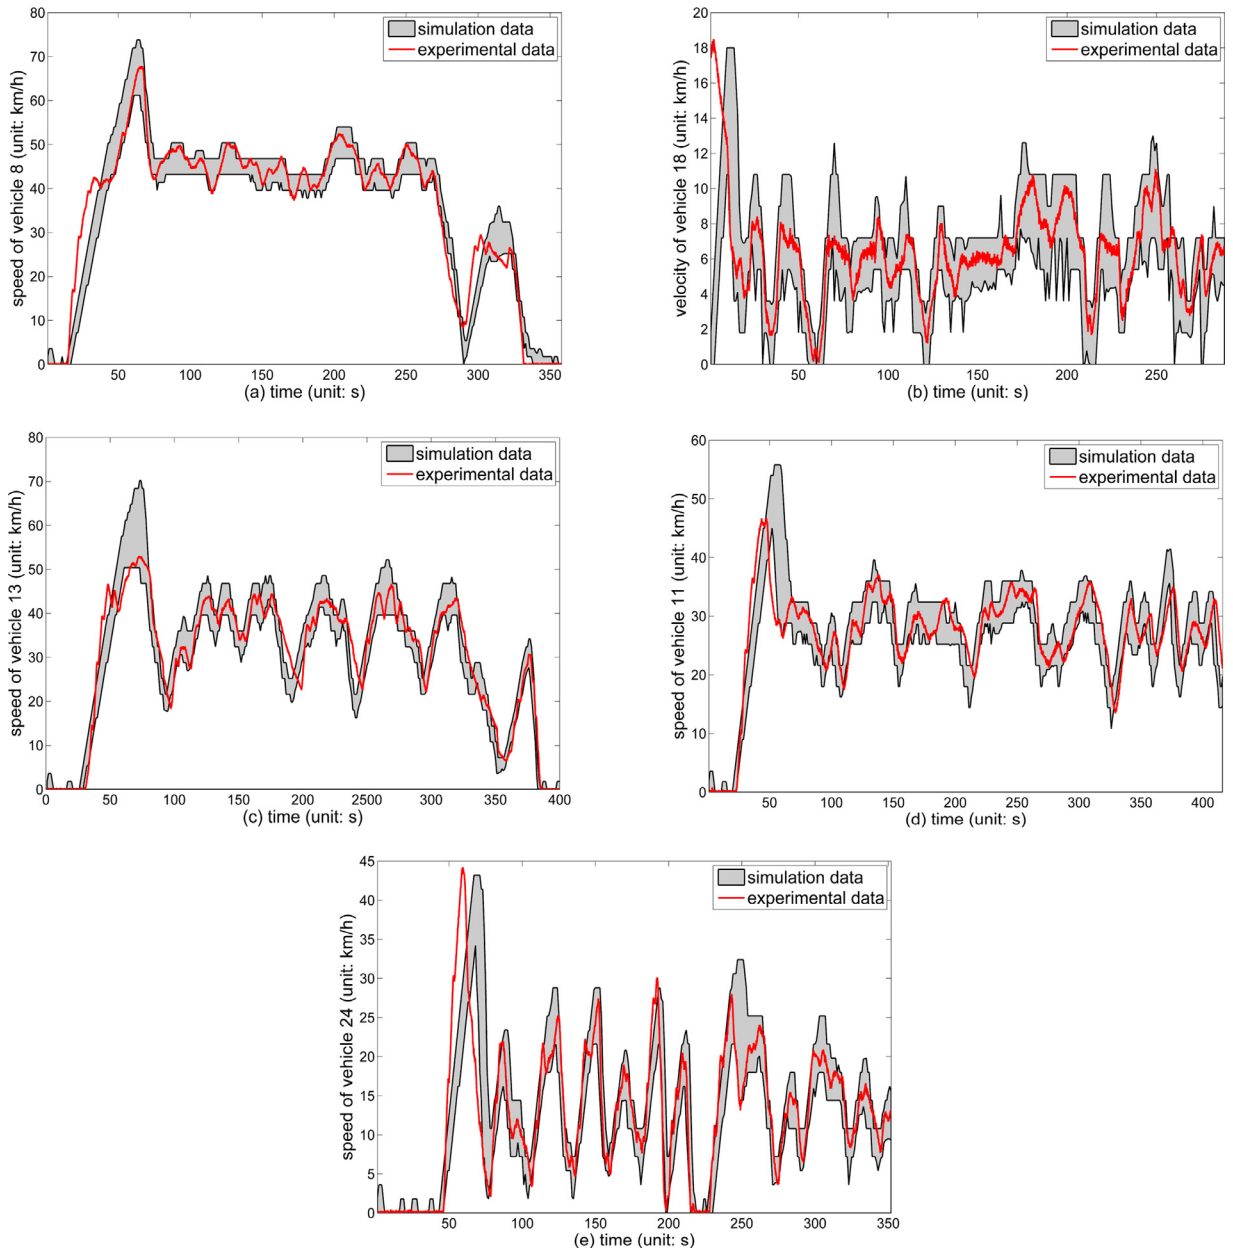 80
70
60
50
40
30
20
10
0
speed of vehicle 8 (unit: km/h)
simulation data
experimental data
50 100 150 200 250 300 350
(a) time (unit: s)
20
18
16
14
12
10
8
6
4
2
0
velocity of vehicle 18 (unit: km/h)
simulation data
experimental data
50 100 150 200 250
(b) time (unit: s)
80
70
60
50
40
30
20
10
0
speed of vehicle 13 (unit: km/h)
simulation data
experimental data
0 50 100 150 200 2500 300 350 400
(c) time (unit: s)
60
50
40
30
20
10
0
speed of vehicle 11 (unit: km/h)
simulation data
experimental data
50 100 150 200 250 300 350 400
(d) time (unit: s)
45
40
35
30
25
20
15
10
5
0
speed of vehicle 24 (unit: km/h)
simulation data
experimental data
50 100 150 200 250 300 350
(e) time (unit: s)